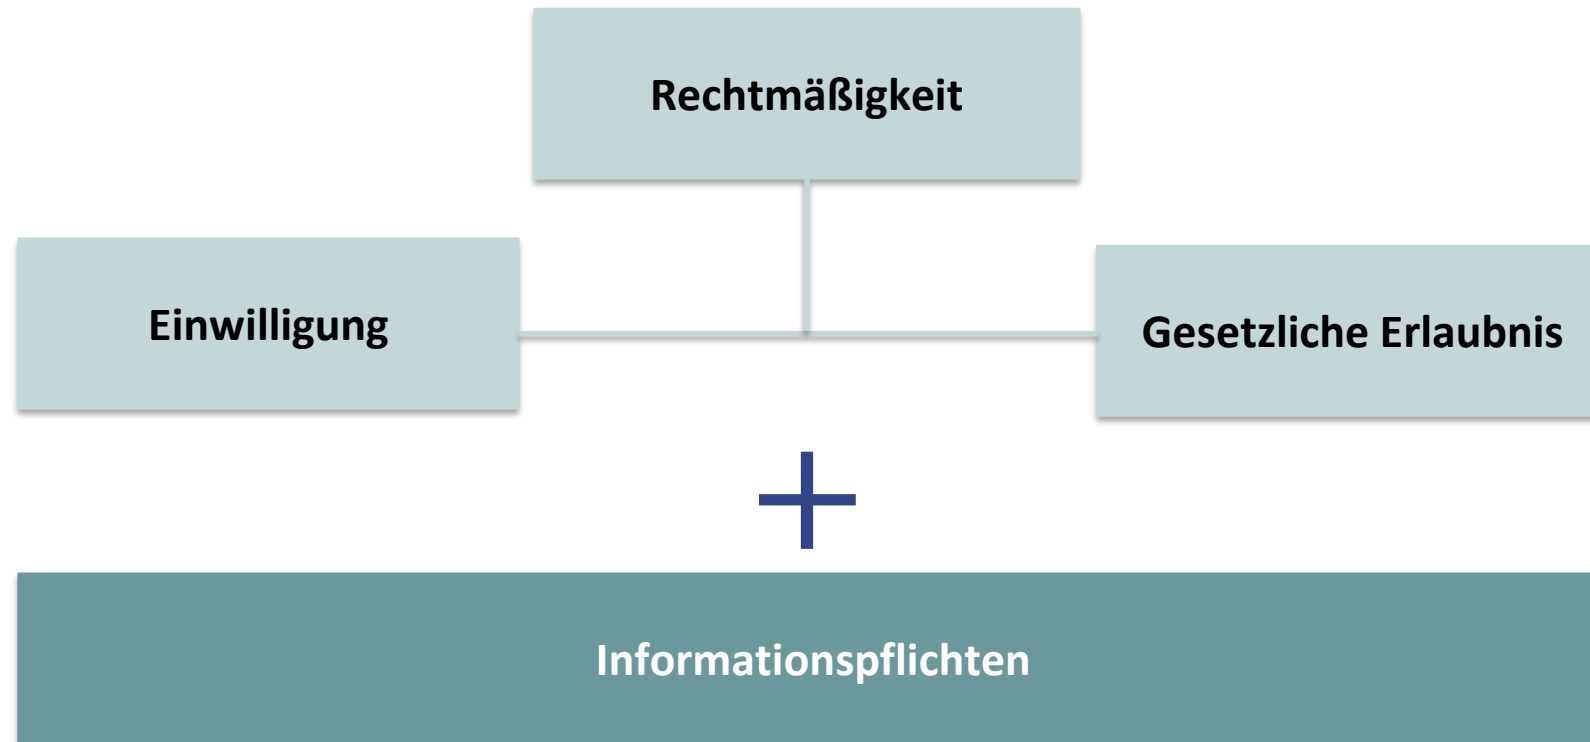 Rechtmäßigkeit
Einwilligung
Gesetzliche Erlaubnis
Informationspflichten